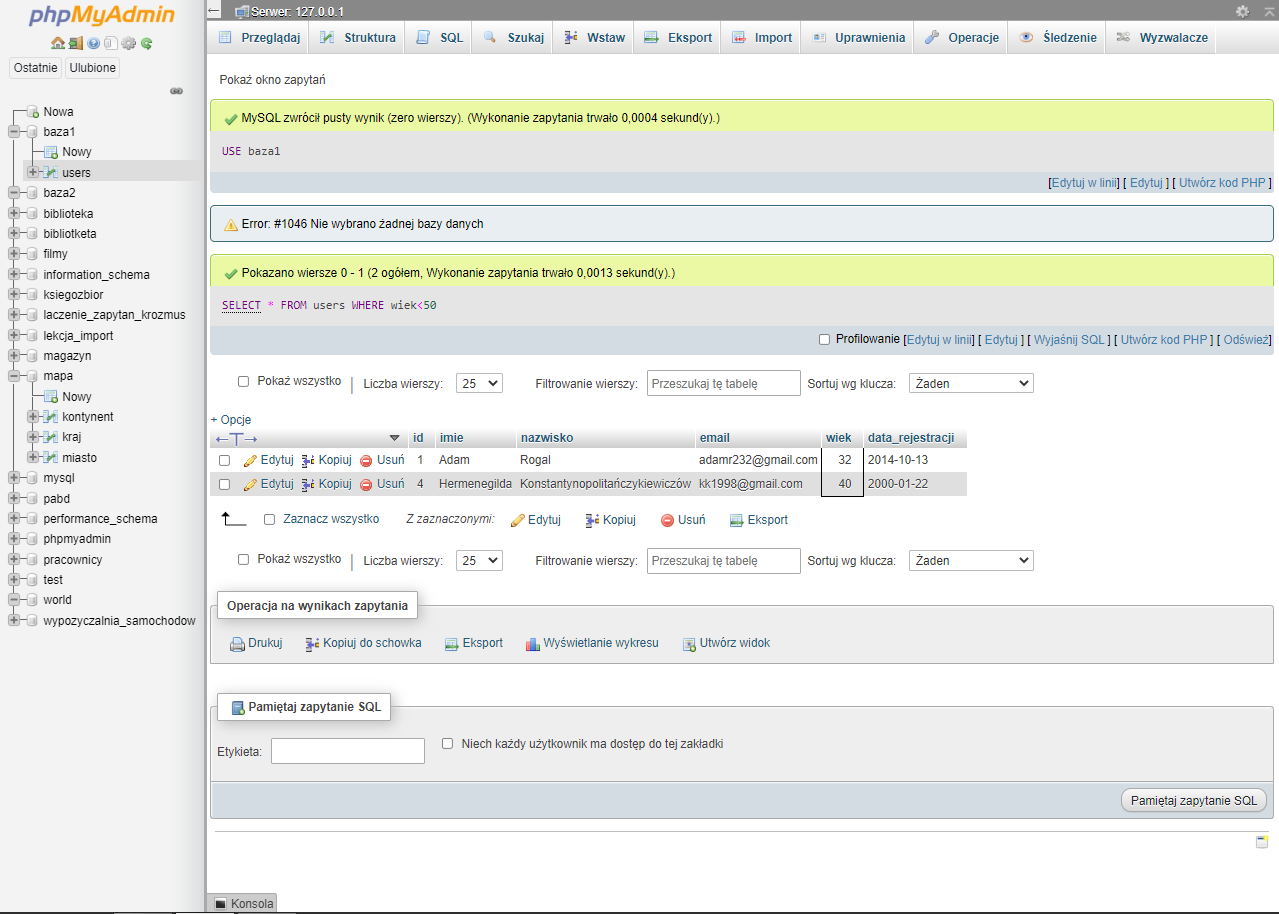 phpMyAdmin
Ostatnie Ulubione
Nowa
baza1
Nowy
users
baza2
biblioteka
bibliotketa
filmy
information_schema
ksiegozbior
laczenie_zapytan_krozmus
lekcja_import
magazyn
mapa
Nowy
kontynent
kraj
miasto
mysql
pabd
performance_schema
phpmyadmin
pracownicy
test
world
wypozyczalnia_samochodow
Serwer: 127.0.0.1
Przeglądaj Struktura SQL Szukaj Wstaw Eksport Import Uprawnienia Operacje Śledzenie Wyzwalacze
Pokaż okno zapytań
MySQL zwrócił pusty wynik (zero wierszy). (Wykonanie zapytania trwało 0,0004 sekund(y).)
USE baza1
[Edytuj w linii] [ Edytuj ] [ Utwórz kod PHP ]
Error: #1046 Nie wybrano żadnej bazy danych
Pokazano wiersze 0 - 1 (2 ogółem, Wykonanie zapytania trwało 0,0013 sekund(y).)
SELECT * FROM users WHERE wiek<50
Profilowanie [Edytuj w linii] [ Edytuj ] [ Wyjaśnij SQL ] [ Utwórz kod PHP ] [ Odśwież]
Pokaż wszystko | Liczba wierszy: 25 Filtrowanie wierszy: Przeszukaj tę tabelę Sortuj wg klucza: Żaden
+ Opcje
←T→ id imie nazwisko email wiek data_rejestracji
Edytuj Kopiuj Usuń 1 Adam Rogal adamr232@gmail.com 32 2014-10-13
Edytuj Kopiuj Usuń 4 Hermenegilda Konstantynopolitańczykiewiczów kk1998@gmail.com 40 2000-01-22
Zaznacz wszystko Z zaznaczonymi: Edytuj Kopiuj Usuń Eksport
Pokaż wszystko | Liczba wierszy: 25 Filtrowanie wierszy: Przeszukaj tę tabelę Sortuj wg klucza: Żaden
Operacja na wynikach zapytania
Drukuj Kopiuj do schowka Eksport Wyświetlanie wykresu Utwórz widok
Pamiętaj zapytanie SQL
Etykieta: Niech każdy użytkownik ma dostęp do tej zakładki
Pamiętaj zapytanie SQL
Konsola